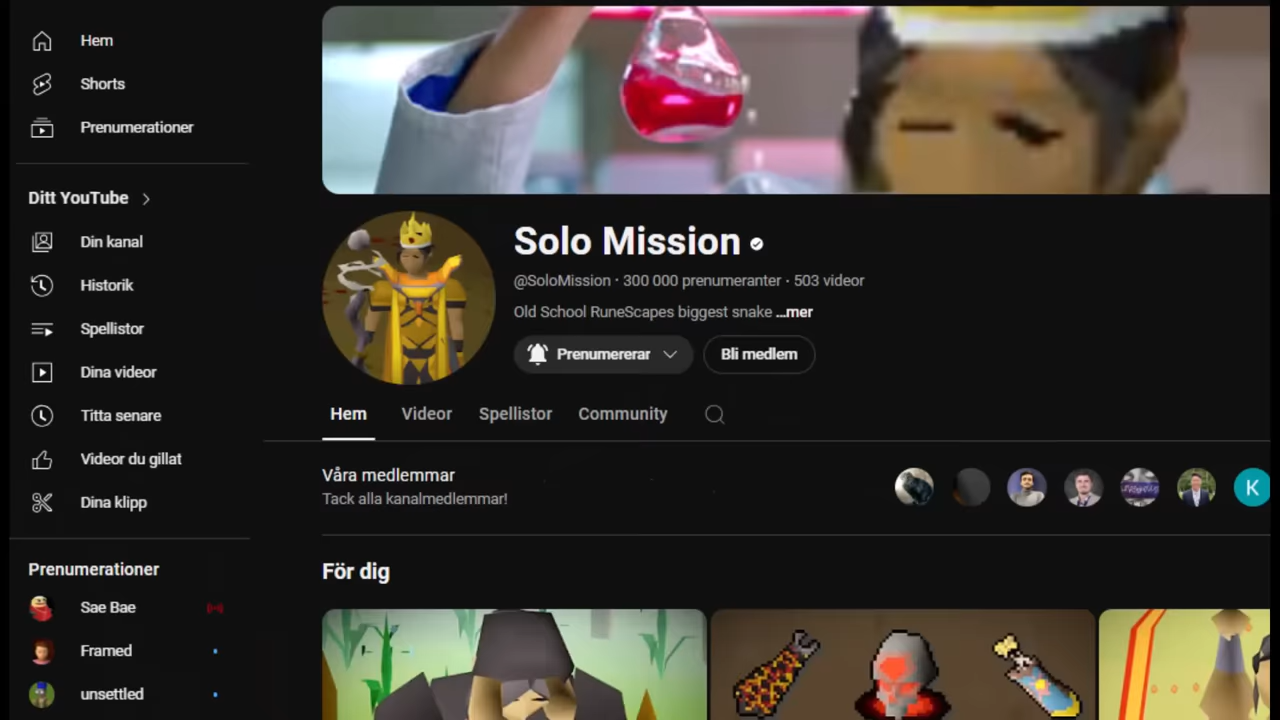 Hem
Shorts
Prenumerationer
Ditt YouTube
Din kanal
Historik
Spellistor
Dina videor
Titta senare
Videor du gillat
Dina klipp
Prenumerationer
Sae Bae
Framed
unsettled
Solo Mission
@SoloMission · 300 000 prenumeranter · 503 videor
Old School RuneScapes biggest snake ...mer
Prenumererar
Bli medlem
Hem Videor Spellistor Community
Våra medlemmar
Tack alla kanalmedlemmar!
K
För dig